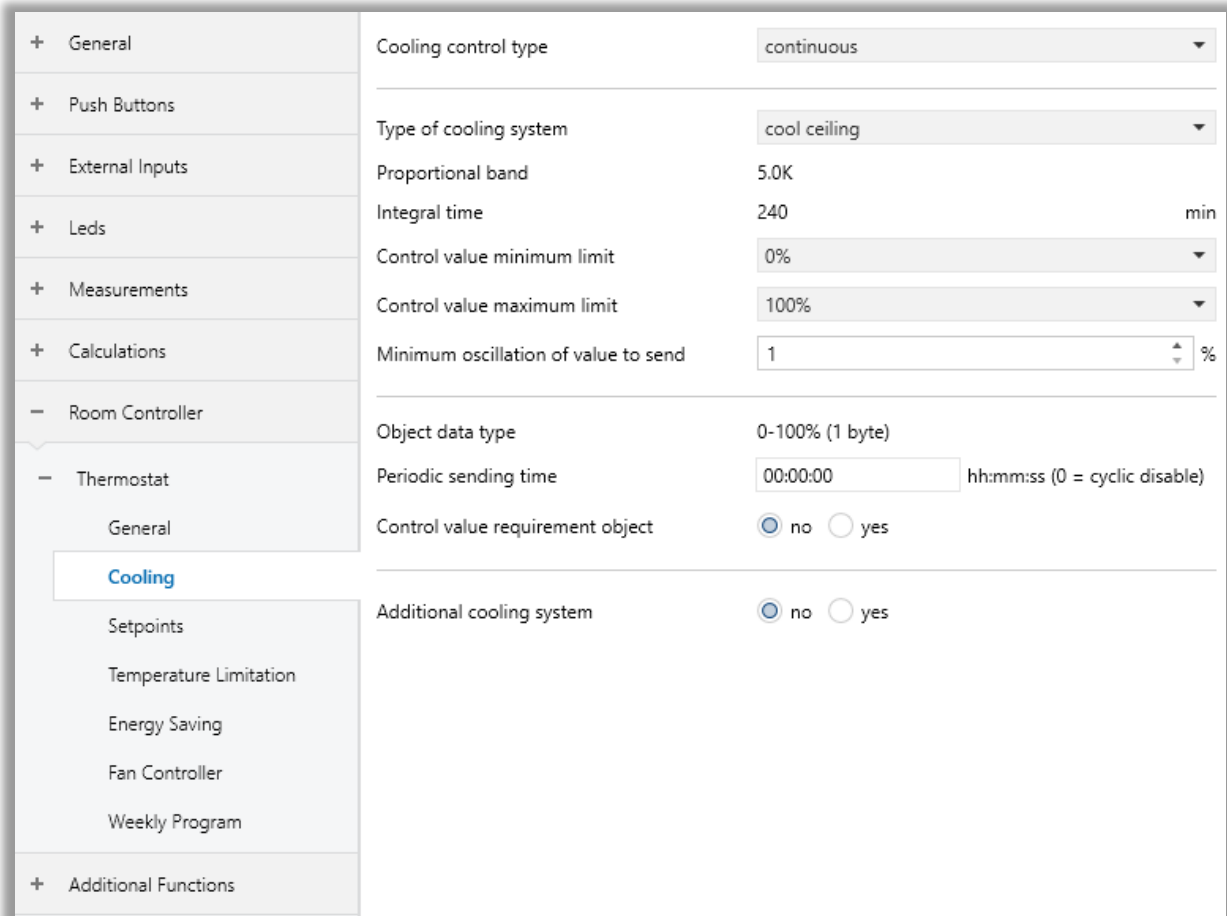 General
Push Buttons
External Inputs
Leds
Measurements
Calculations
Room Controller
Thermostat
General
Cooling
Setpoints
Temperature Limitation
Energy Saving
Fan Controller
Weekly Program
Additional Functions
Cooling control type continuous
Type of cooling system cool ceiling
Proportional band 5.0K
Integral time 240 min
Control value minimum limit 0%
Control value maximum limit 100%
Minimum oscillation of value to send 1 %
Object data type 0-100% (1 byte)
Periodic sending time 00:00:00 hh:mm:ss (0 = cyclic disable)
Control value requirement object no yes
Additional cooling system no yes